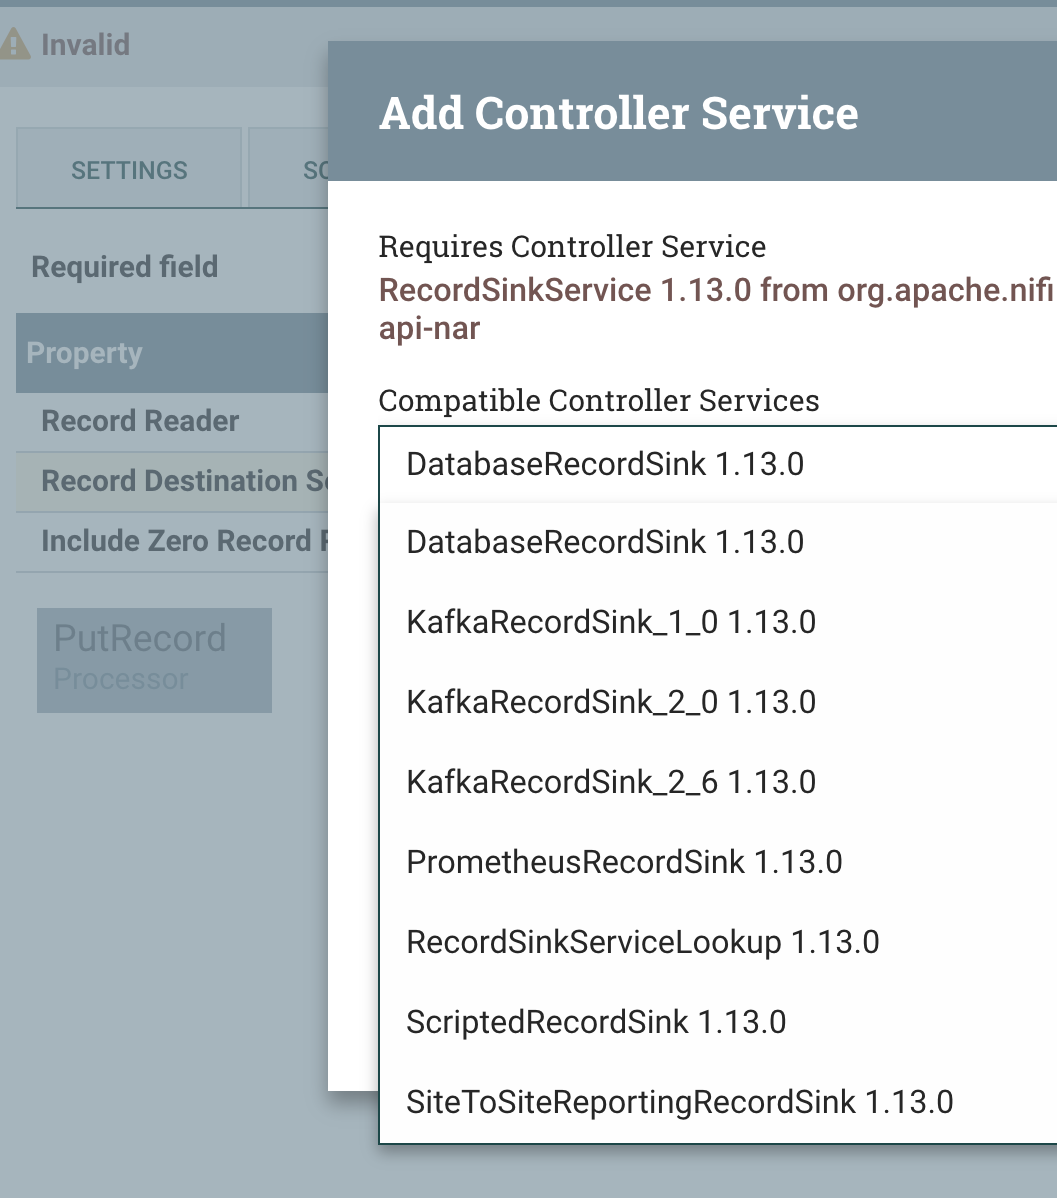 Invalid
Add Controller Service
SETTINGS
Required field
Requires Controller Service
RecordSinkService 1.13.0 from org.apache.nifi
api-nar
Property
Record Reader
Record Destination
Include Zero Record
Compatible Controller Services
DatabaseRecordSink 1.13.0
DatabaseRecordSink 1.13.0
KafkaRecordSink_1_0 1.13.0
KafkaRecordSink_2_0 1.13.0
KafkaRecordSink_2_6 1.13.0
PrometheusRecordSink 1.13.0
RecordSinkServiceLookup 1.13.0
ScriptedRecordSink 1.13.0
SiteToSiteReportingRecordSink 1.13.0
PutRecord
Processor